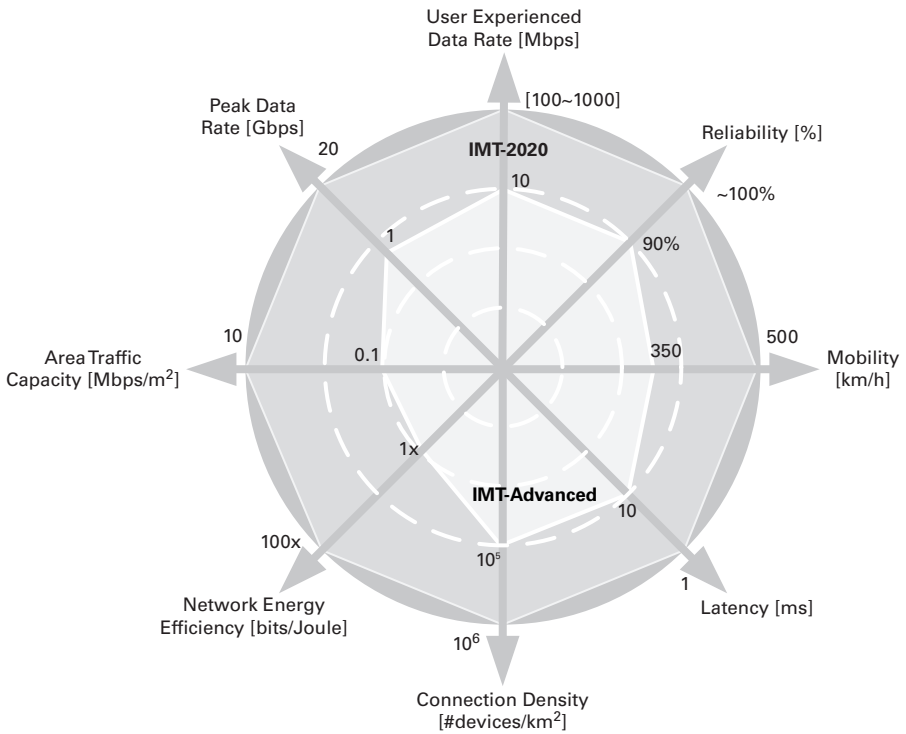 User Experienced
Data Rate [Mbps]
[100~1000]
Peak Data
Rate [Gbps]
20
Reliability [%]
~100%
IMT-2020
10
1
90%
10
0.1
350
500
Area Traffic
Capacity [Mbps/m²]
Mobility
[km/h]
1x
IMT-Advanced
10
100x
10⁵
1
Network Energy
Efficiency [bits/Joule]
Latency [ms]
10⁶
Connection Density
[#devices/km²]